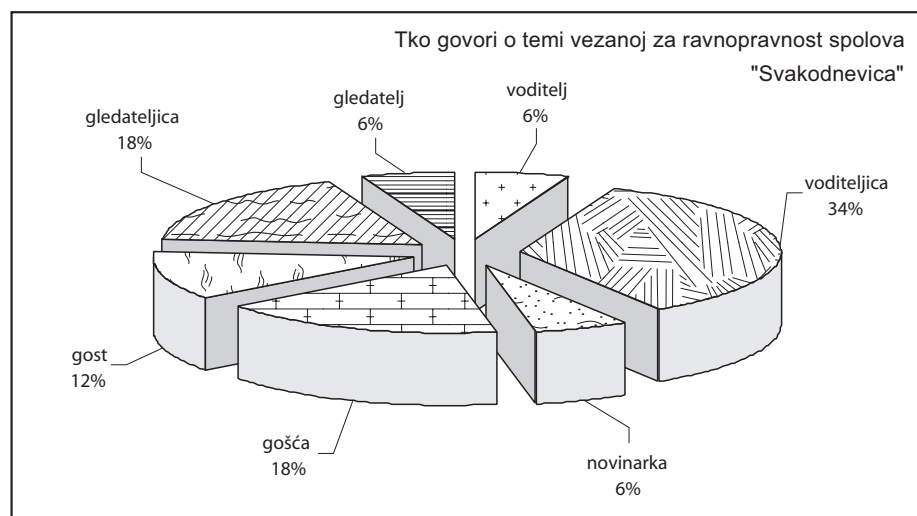 Tko govori o temi vezanoj za ravnopravnost spolova
"Svakodnevica"
gledatelj
6%
voditelj
6%
gledateljica
18%
voditeljica
34%
gost
12%
gošća
18%
novinarka
6%